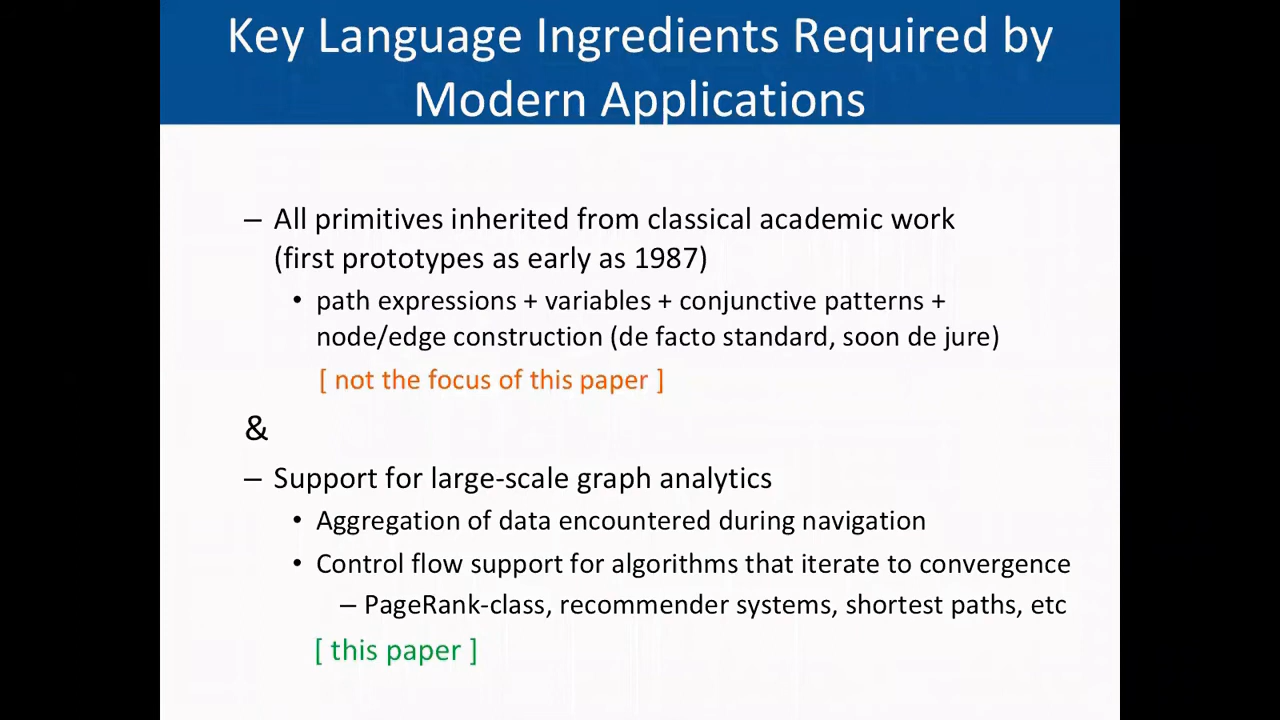 Key Language Ingredients Required by
Modern Applications
– All primitives inherited from classical academic work
(first prototypes as early as 1987)
• path expressions + variables + conjunctive patterns +
node/edge construction (de facto standard, soon de jure)
[ not the focus of this paper ]
&
– Support for large-scale graph analytics
• Aggregation of data encountered during navigation
• Control flow support for algorithms that iterate to convergence
– PageRank-class, recommender systems, shortest paths, etc
[ this paper ]